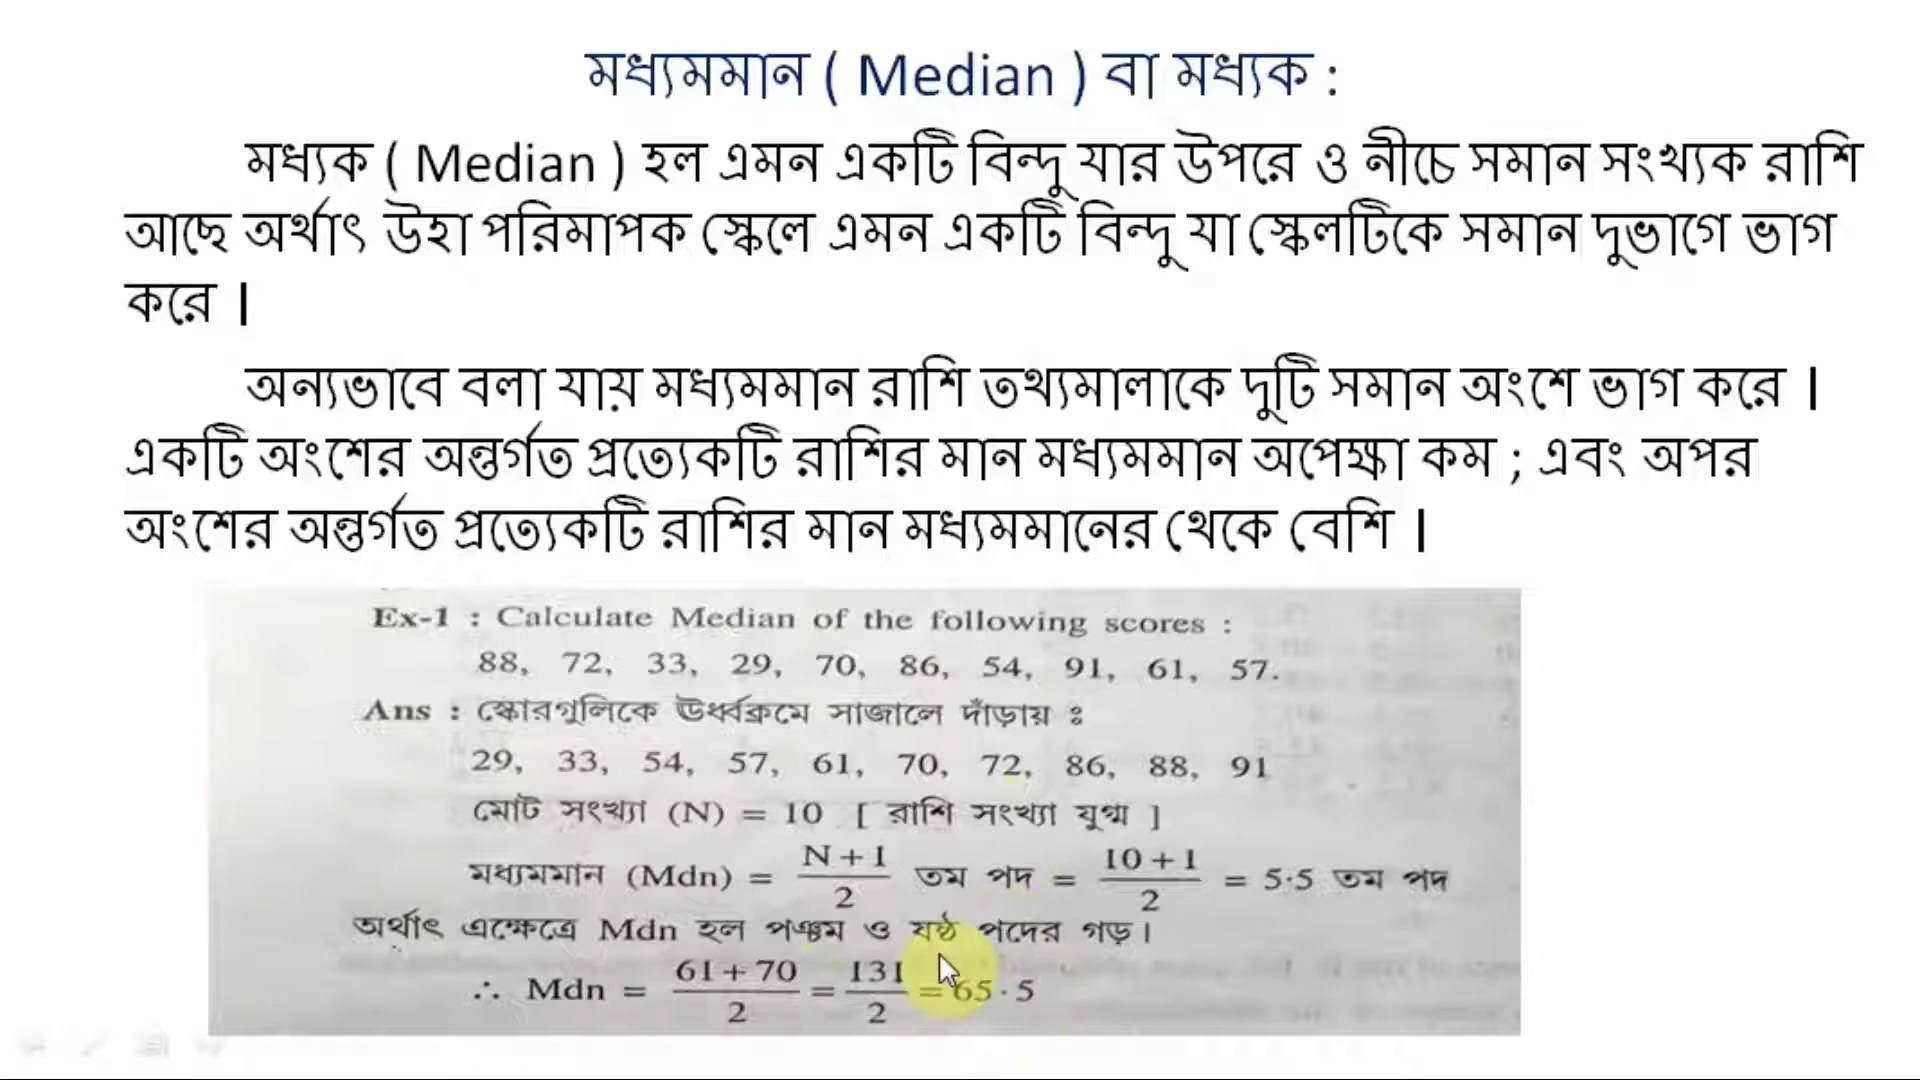 মধ্যমমান ( Median ) বা মধ্যক :
মধ্যক ( Median ) হল এমন একটি বিন্দু যার উপরে ও নীচে সমান সংখ্যক রাশি
আছে অর্থাৎ উহা পরিমাপক স্কেলে এমন একটি বিন্দু যা স্কেলটিকে সমান দুভাগে ভাগ
করে ।
অন্যভাবে বলা যায় মধ্যমমান রাশি তথ্যমালাকে দুটি সমান অংশে ভাগ করে ।
একটি অংশের অন্তর্গত প্রত্যেকটি রাশির মান মধ্যমমান অপেক্ষা কম ; এবং অপর
অংশের অন্তর্গত প্রত্যেকটি রাশির মান মধ্যমমানের থেকে বেশি ।
Ex-1 : Calculate Median of the following scores :
88, 72, 33, 29, 70, 86, 54, 91, 61, 57.
Ans : স্কোরগুলিকে ঊর্ধ্বক্রমে সাজালে দাঁড়ায় ঃ
29, 33, 54, 57, 61, 70, 72, 86, 88, 91
মোট সংখ্যা (N) = 10 [ রাশি সংখ্যা যুগ্ম ]
মধ্যমমান (Mdn) = N + 1 / 2 তম পদ = 10 + 1 / 2 = 5·5 তম পদ
অর্থাৎ এক্ষেত্রে Mdn হল পঞ্চম ও ষষ্ঠ পদের গড়।
∴ Mdn = 61 + 70 / 2 = 131 / 2 = 65·5